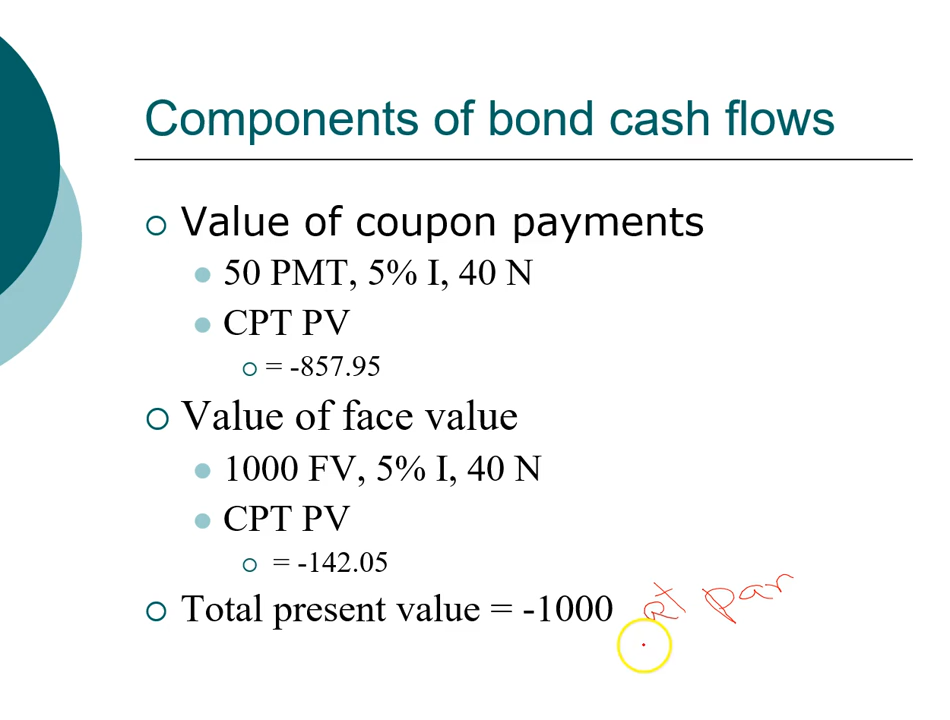 Components of bond cash flows
Value of coupon payments
50 PMT, 5% I, 40 N
CPT PV
= -857.95
Value of face value
1000 FV, 5% I, 40 N
CPT PV
= -142.05
Total present value = -1000 at par